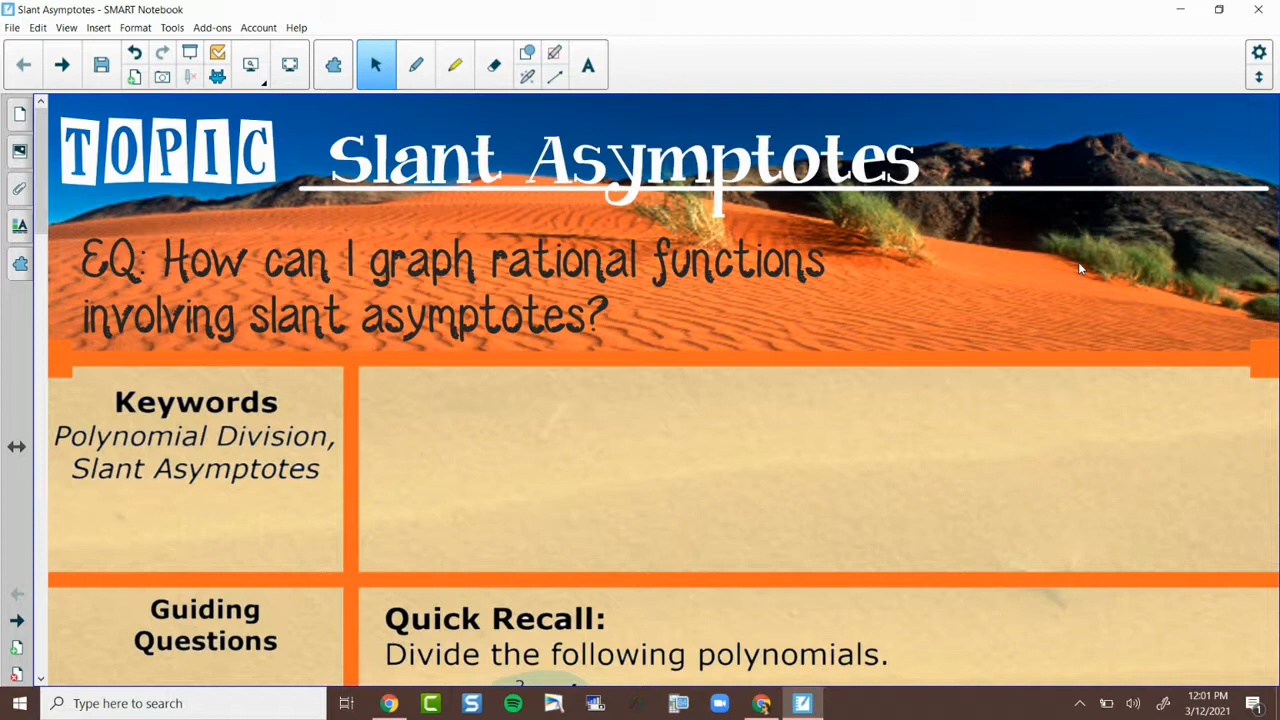 Slant Asymptotes - SMART Notebook
File Edit View Insert Format Tools Add-ons Account Help
TOPIC Slant Asymptotes
EQ: How can I graph rational functions
involving slant asymptotes?
Keywords
Polynomial Division,
Slant Asymptotes
Guiding
Questions
Quick Recall:
Divide the following polynomials.
Type here to search
12:01 PM
3/12/2021